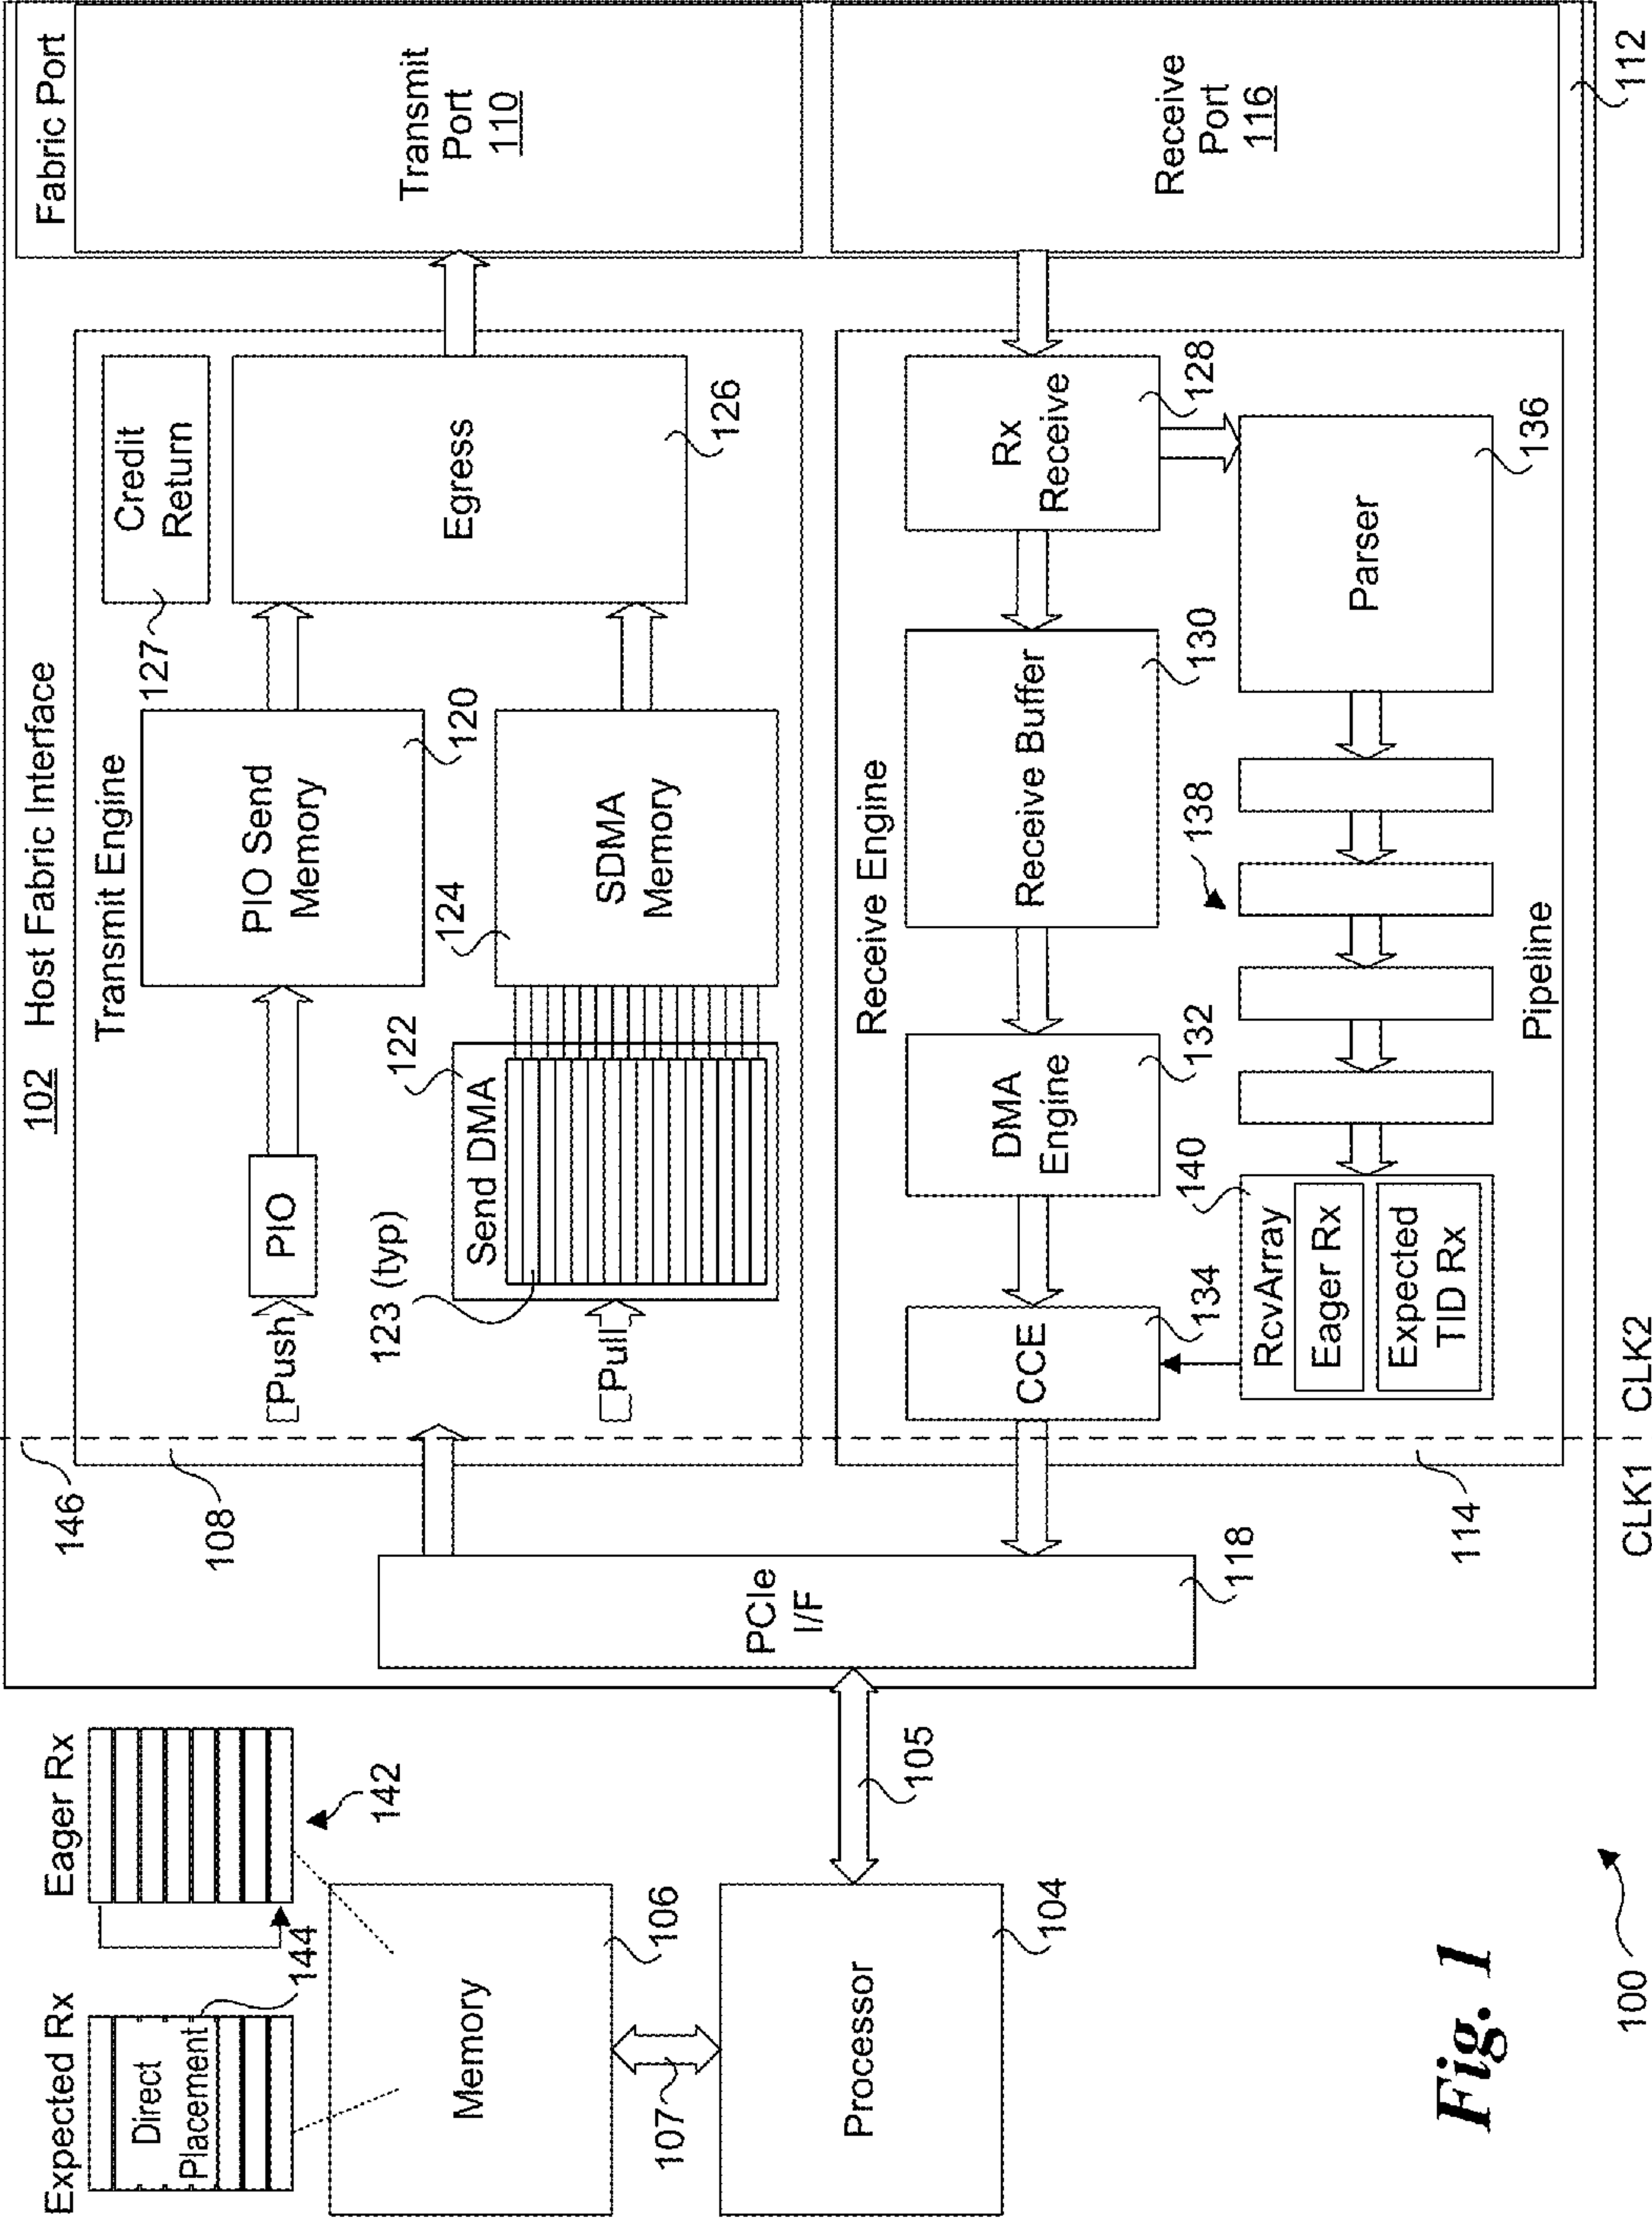 Expected Rx
Direct
Placement
144
Eager Rx
142
Memory
106
107
Processor
104
105
102 Host Fabric Interface
146
108
PCIe
I/F
118
Transmit Engine
Push
PIO
PIO Send
Memory
120
127
Credit
Return
Pull
123 (typ)
Send DMA
122
124
SDMA
Memory
Egress
126
Fabric Port
Transmit
Port
110
Receive
Port
116
112
Receive Engine
CCE
134
DMA
Engine
132
Receive Buffer
130
Rx
Receive
128
RcvArray
140
Eager Rx
Expected
TID Rx
138
Parser
136
Pipeline
114
CLK1
CLK2
100
Fig. 1